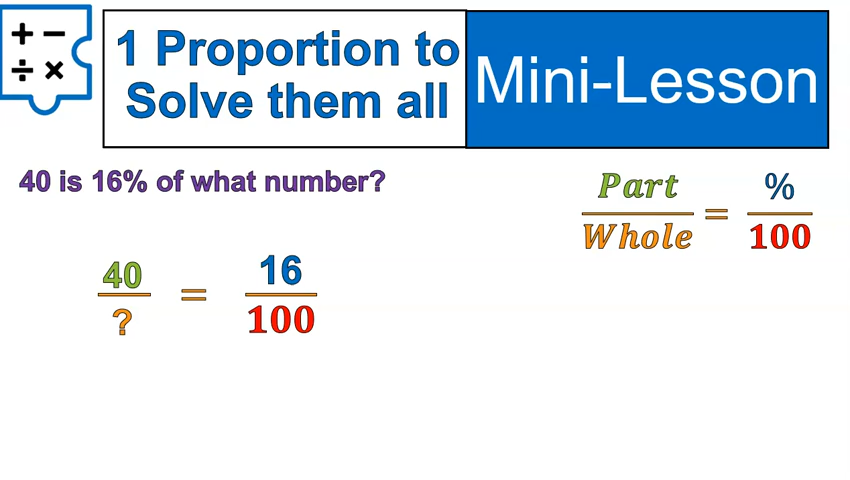 + −
÷ ×
1 Proportion to
Solve them all
Mini-Lesson
40 is 16% of what number?
Part/Whole = %/100
40/? = 16/100